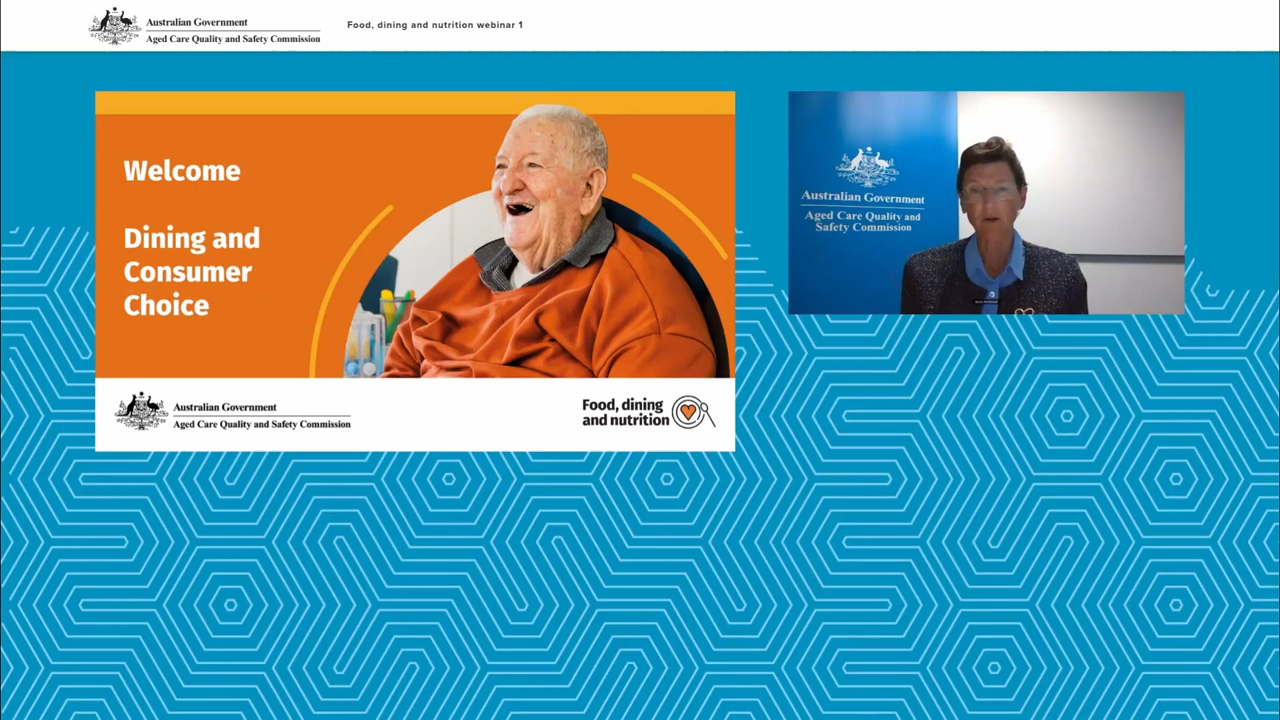 Australian Government
Aged Care Quality and Safety Commission
Food, dining and nutrition webinar 1
Welcome
Dining and
Consumer
Choice
Australian Government
Aged Care Quality and Safety Commission
Food, dining
and nutrition
Australian Government
Aged Care Quality and
Safety Commission